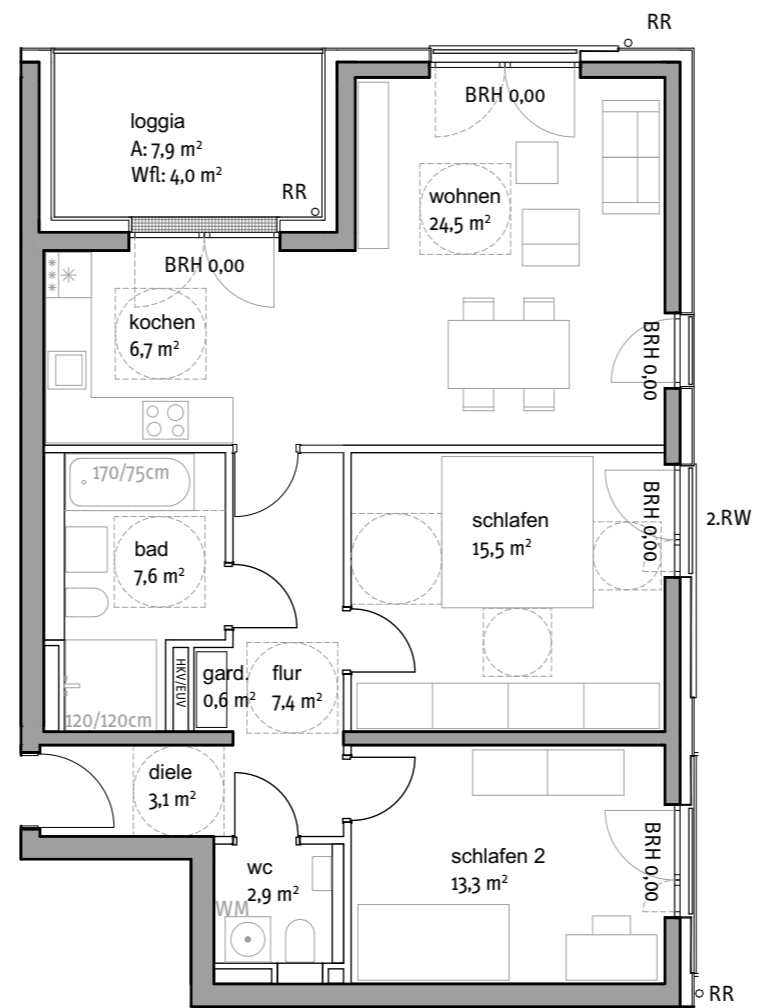 RR
BRH 0,00
loggia
A: 7,9 m²
Wfl: 4,0 m²
RR
wohnen
24,5 m²
BRH 0,00
kochen
6,7 m²
BRH 0,00
170/75cm
bad
7,6 m²
schlafen
15,5 m²
BRH 0,00
2.RW
HKV/EUV
gard.
0,6 m²
flur
7,4 m²
120/120cm
diele
3,1 m²
wc
2,9 m²
WM
schlafen 2
13,3 m²
BRH 0,00
RR